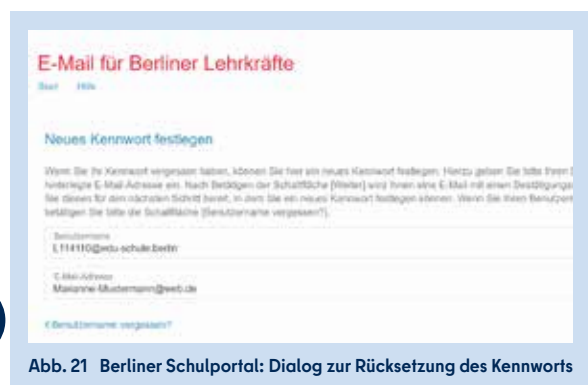 E-Mail für Berliner Lehrkräfte
Start Hilfe
Neues Kennwort festlegen
Wenn Sie Ihr Kennwort vergessen haben, können Sie hier ein neues Kennwort festlegen. Hierzu geben Sie bitte Ihren
hinterlegte E-Mail-Adresse ein. Nach Betätigen der Schaltfläche [Weiter] wird Ihnen eine E-Mail mit einem
Sie diesen für den nächsten Schritt bereit, in dem Sie ein neues Kennwort festlegen können. Wenn Sie Ihren
betätigen Sie bitte die Schaltfläche [Benutzername vergessen?].
Benutzername
L114110@edu-schule.berlin
E-Mail-Adresse
Marianne-Mustermann@web.de
< Benutzername vergessen?
Abb. 21 Berliner Schulportal: Dialog zur Rücksetzung des Kennworts